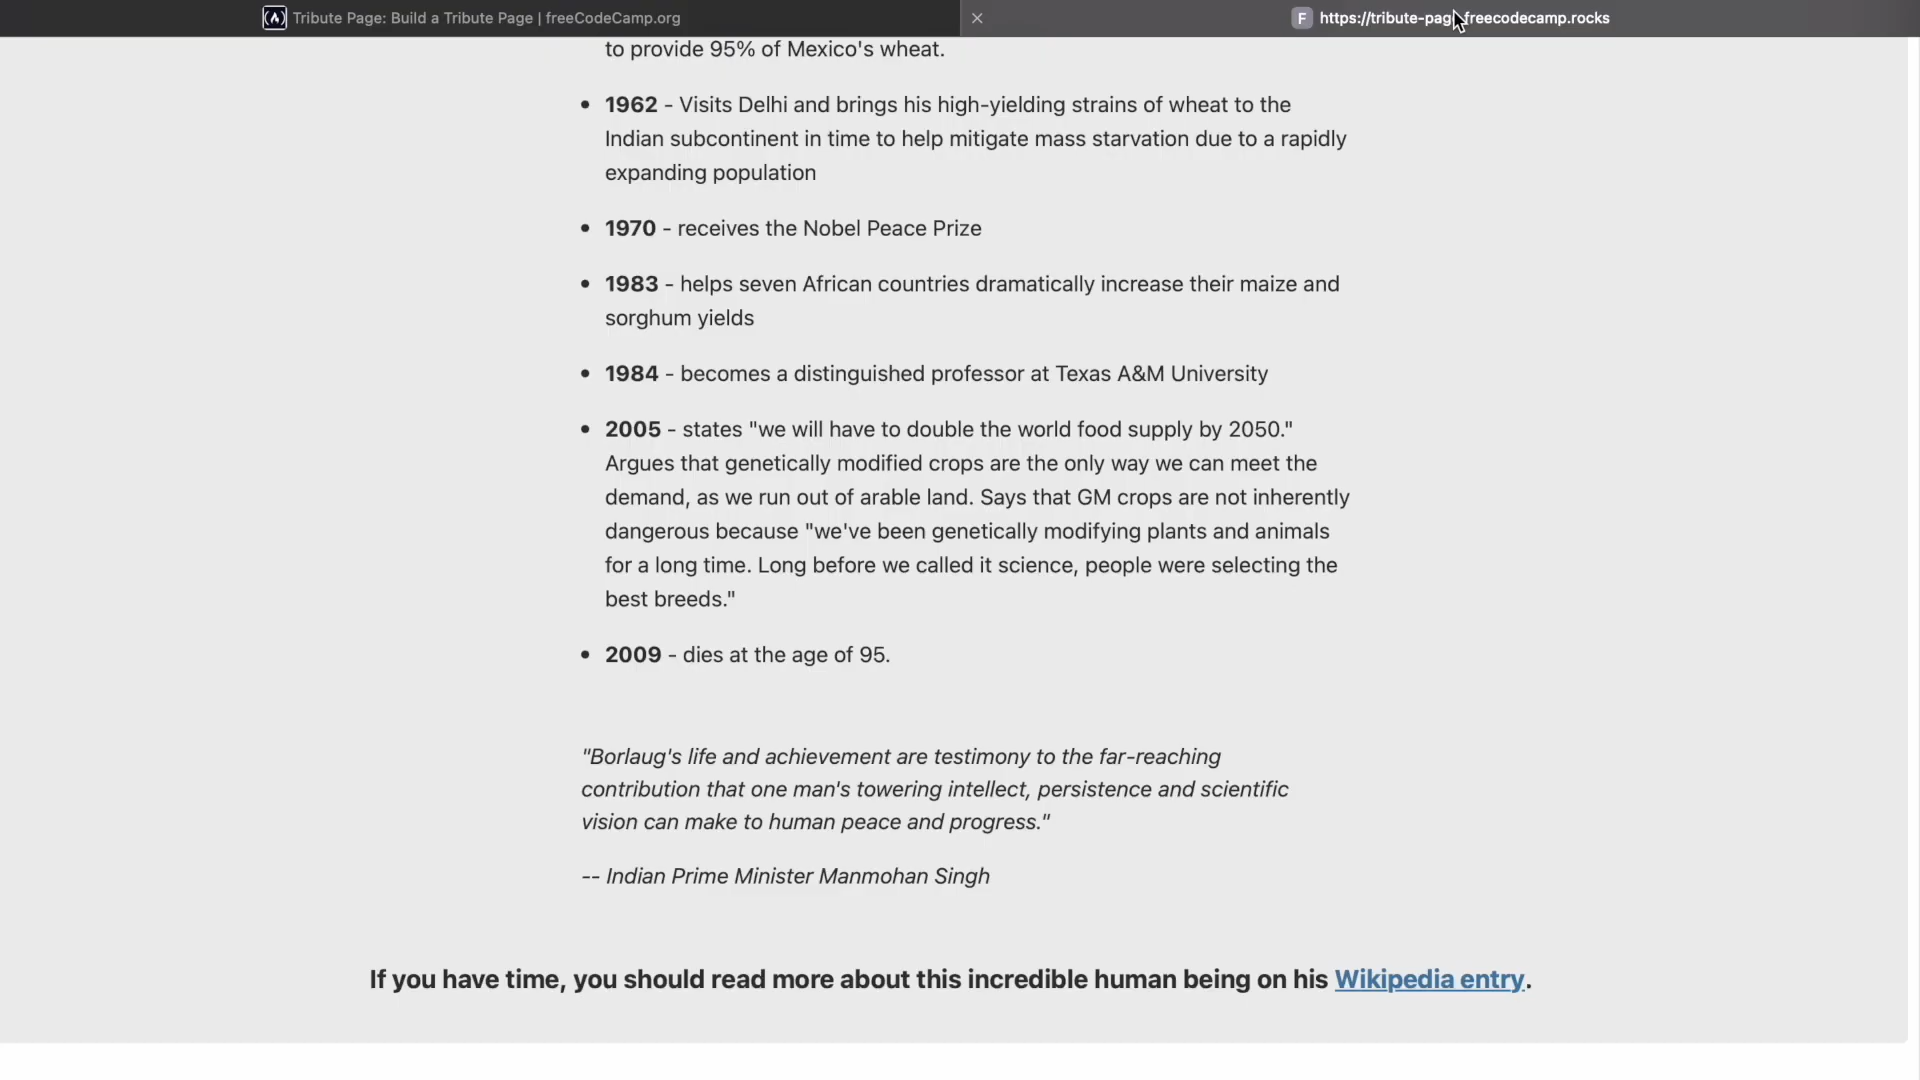 Tribute Page: Build a Tribute Page | freeCodeCamp.org
F https://tribute-pag freecodecamp.rocks
to provide 95% of Mexico's wheat.
• 1962 - Visits Delhi and brings his high-yielding strains of wheat to the
Indian subcontinent in time to help mitigate mass starvation due to a rapidly
expanding population
• 1970 - receives the Nobel Peace Prize
• 1983 - helps seven African countries dramatically increase their maize and
sorghum yields
• 1984 - becomes a distinguished professor at Texas A&M University
• 2005 - states "we will have to double the world food supply by 2050."
Argues that genetically modified crops are the only way we can meet the
demand, as we run out of arable land. Says that GM crops are not inherently
dangerous because "we've been genetically modifying plants and animals
for a long time. Long before we called it science, people were selecting the
best breeds."
• 2009 - dies at the age of 95.
"Borlaug's life and achievement are testimony to the far-reaching
contribution that one man's towering intellect, persistence and scientific
vision can make to human peace and progress."
-- Indian Prime Minister Manmohan Singh
If you have time, you should read more about this incredible human being on his Wikipedia entry.